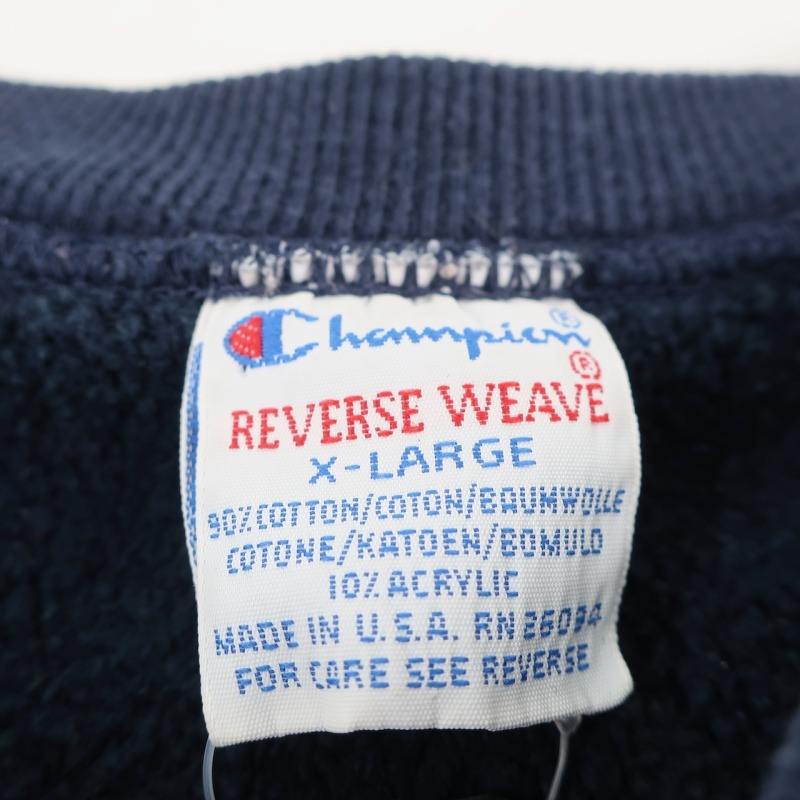 Champion®
REVERSE WEAVE®
X-LARGE
90% COTTON/COTON/BAUMWOLLE
COTONE/KATOEN/BOMULD
10% ACRYLIC
MADE IN U.S.A. RN 26094
FOR CARE SEE REVERSE